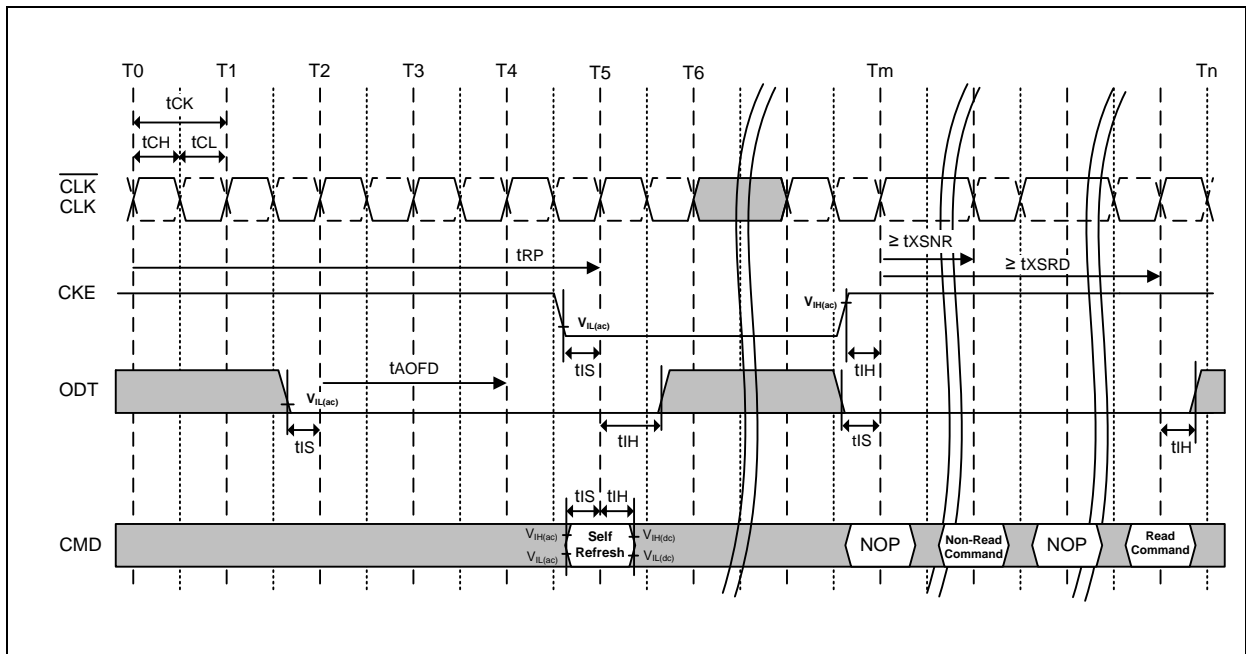 T0 T1 T2 T3 T4 T5 T6 Tm Tn
tCK
tCH tCL
CLK
CLK
tRP
≥ tXSNR
≥ tXSRD
CKE
VIL(ac)
VIH(ac)
tIS
tIH
ODT
tAOFD
VIL(ac)
tIS
tIH
tIS
tIH
tIS tIH
CMD
VIH(ac)
VIL(ac)
Self
Refresh
VIH(dc)
VIL(dc)
NOP
Non-Read
Command
NOP
Read
Command